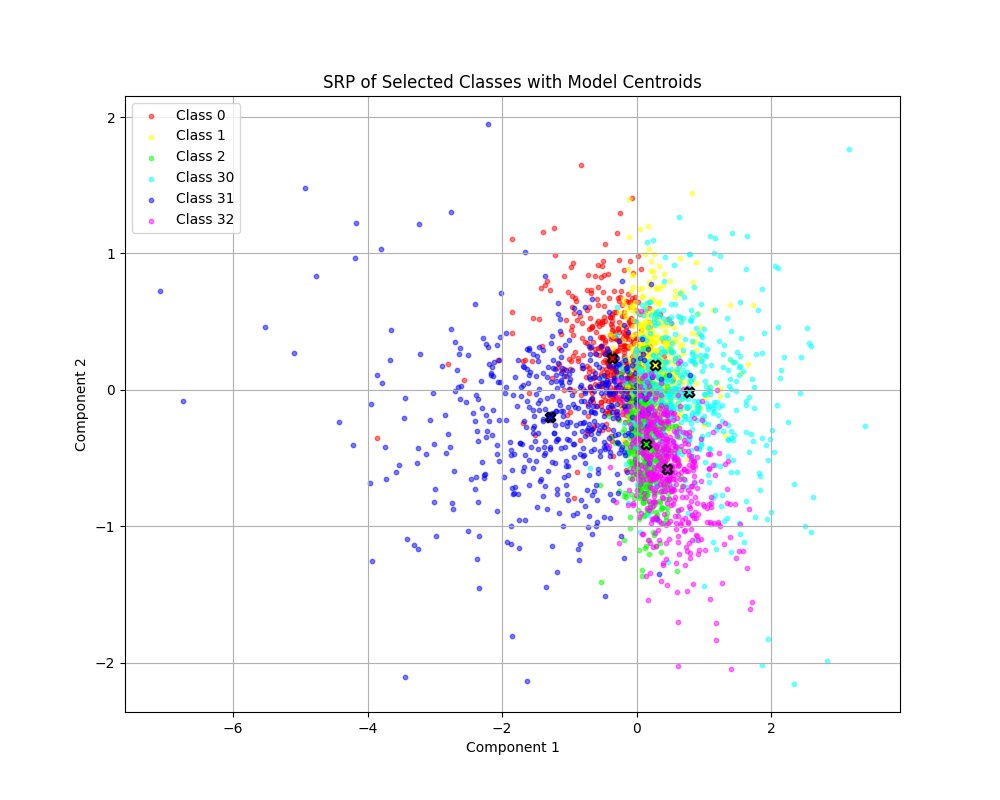 SRP of Selected Classes with Model Centroids
Class 0
Class 1
Class 2
Class 30
Class 31
Class 32
2
1
0
−1
−2
Component 2
−6
−4
−2
0
2
Component 1